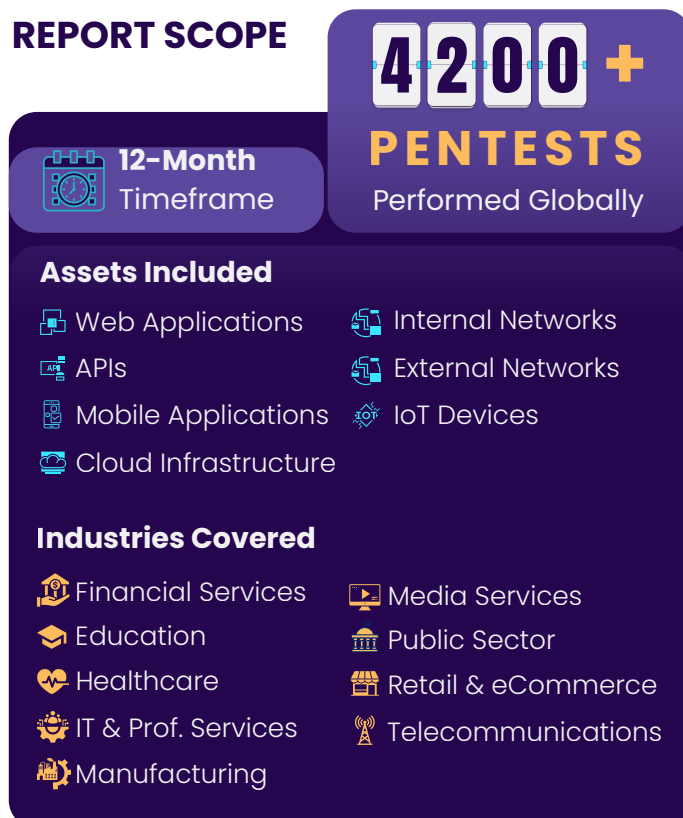 REPORT SCOPE
4200+
PENTESTS
Performed Globally
12-Month
Timeframe
Assets Included
Web Applications
APIs
Mobile Applications
Cloud Infrastructure
Internal Networks
External Networks
IoT Devices
Industries Covered
Financial Services
Education
Healthcare
IT & Prof. Services
Manufacturing
Media Services
Public Sector
Retail & eCommerce
Telecommunications
API
IOT